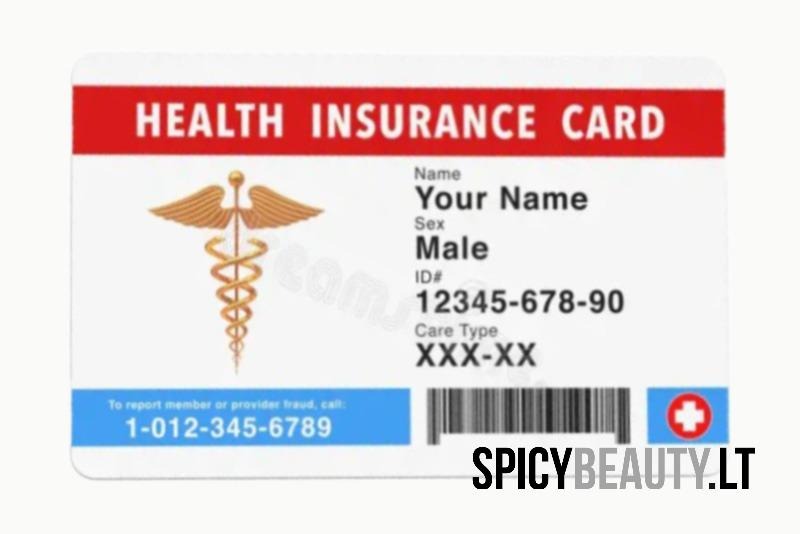 HEALTH INSURANCE CARD
Name
Your Name
Sex
Male
ID#
12345-678-90
Care Type
XXX-XX
To report member or provider fraud, call:
1-012-345-6789
SPICYBEAUTY.LT